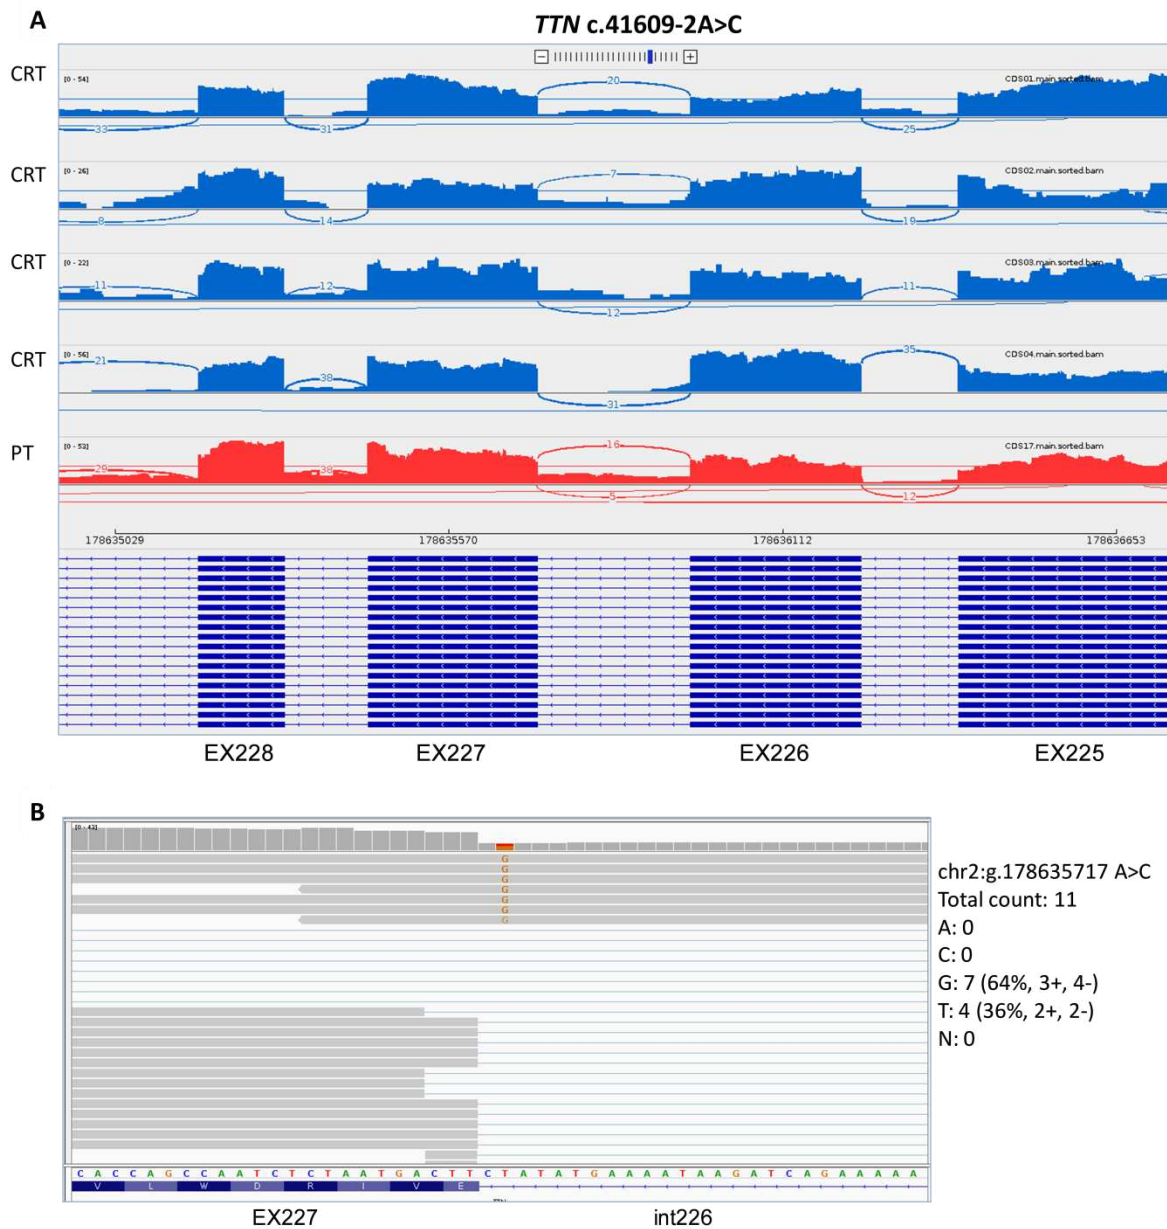 A
TTN c.41609-2A>C
CRT
[0 - 54]
20
CDS01.main.sorted.bam
33
31
25
CRT
[0 - 26]
7
CDS02.main.sorted.bam
8
14
19
CRT
[0 - 22]
CDS03.main.sorted.bam
11
12
11
12
CRT
[0 - 56]
35
CDS04.main.sorted.bam
21
38
31
PT
[0 - 53]
16
CDS17.main.sorted.bam
29
38
5
12
178635029 178635570 178636112 178636653
EX228 EX227 EX226 EX225
B
[0 - 43]
G
G
G
G
G
G
G
chr2:g.178635717 A>C
Total count: 11
A: 0
C: 0
G: 7 (64%, 3+, 4-)
T: 4 (36%, 2+, 2-)
N: 0
C A C C A G C C A A T C T C T A A T G A C T T C T A T A T G A A A A T A A G A T C A G A A A A A
V L W D R I V E
EX227 int226